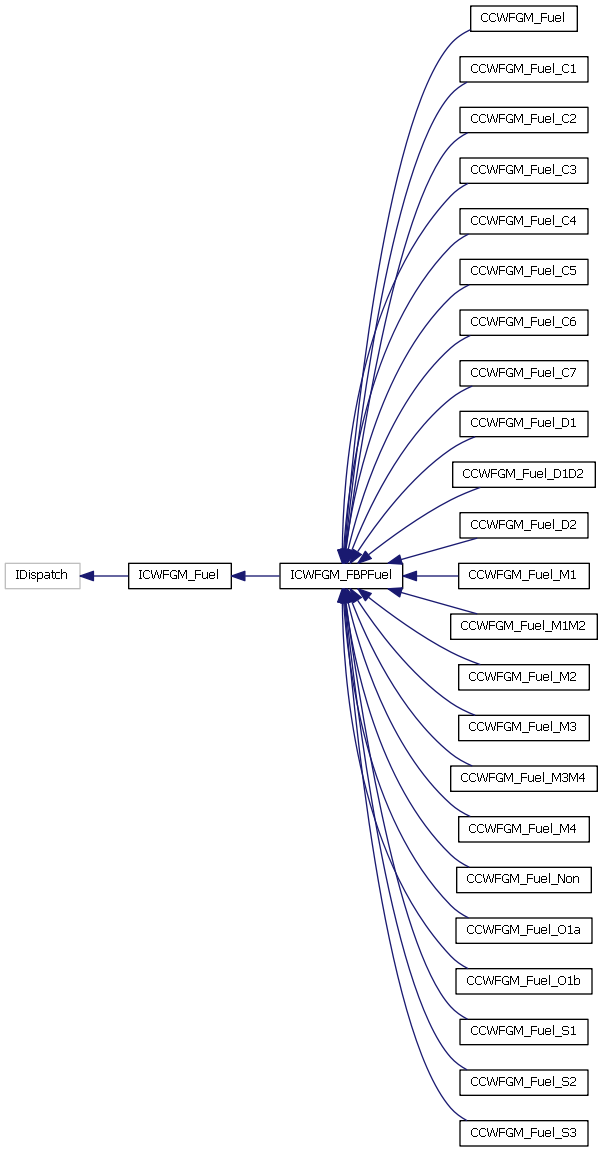 CCWFGM_Fuel
CCWFGM_Fuel_C1
CCWFGM_Fuel_C2
CCWFGM_Fuel_C3
CCWFGM_Fuel_C4
CCWFGM_Fuel_C5
CCWFGM_Fuel_C6
CCWFGM_Fuel_C7
CCWFGM_Fuel_D1
CCWFGM_Fuel_D1D2
CCWFGM_Fuel_D2
IDispatch
ICWFGM_Fuel
ICWFGM_FBPFuel
CCWFGM_Fuel_M1
CCWFGM_Fuel_M1M2
CCWFGM_Fuel_M2
CCWFGM_Fuel_M3
CCWFGM_Fuel_M3M4
CCWFGM_Fuel_M4
CCWFGM_Fuel_Non
CCWFGM_Fuel_O1a
CCWFGM_Fuel_O1b
CCWFGM_Fuel_S1
CCWFGM_Fuel_S2
CCWFGM_Fuel_S3